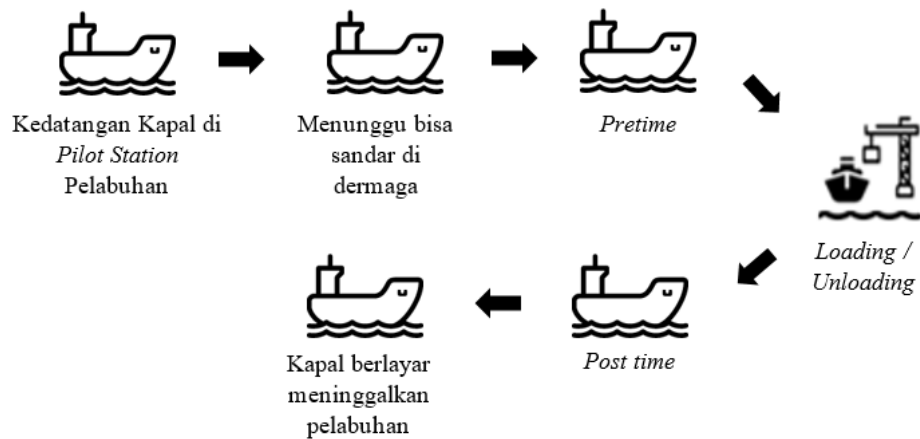 Kedatangan Kapal di
Pilot Station
Pelabuhan
Menunggu bisa
sandar di
dermaga
Pretime
Loading /
Unloading
Post time
Kapal berlayar
meninggalkan
pelabuhan